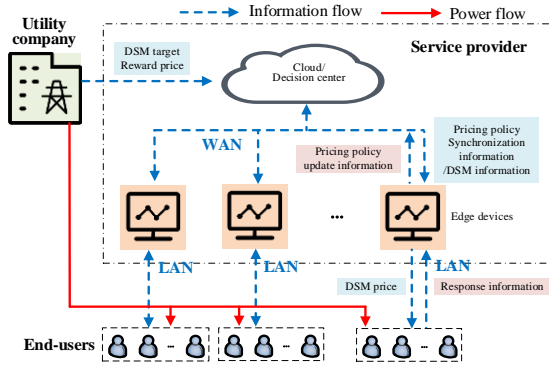 Information flow
Power flow
Utility
company
Service provider
DSM target
Reward price
Cloud/
Decision center
WAN
Pricing policy
update information
Pricing policy
Synchronization
information
/DSM information
...
Edge devices
LAN
LAN
LAN
DSM price
Response information
End-users
...
...
...